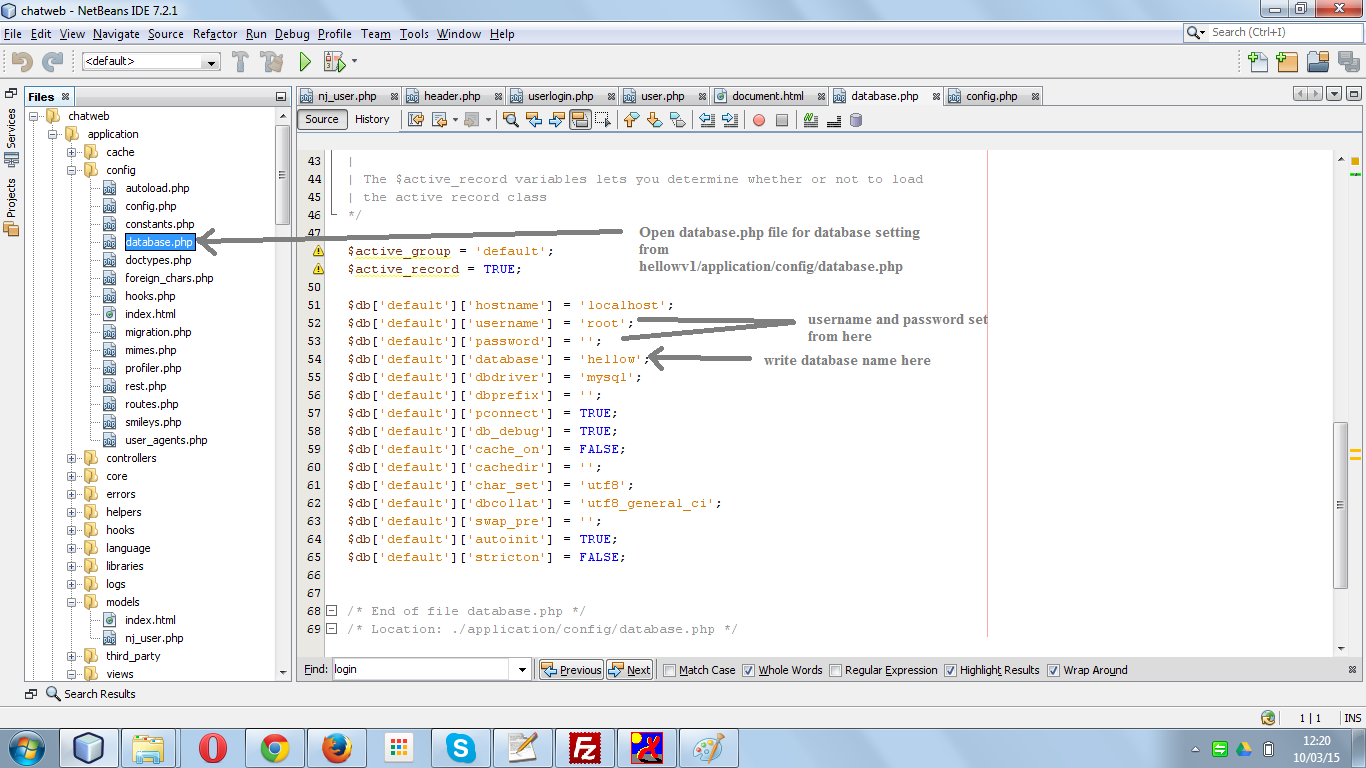 chatweb - NetBeans IDE 7.2.1
File Edit View Navigate Source Refactor Run Debug Profile Team Tools Window Help
Search (Ctrl+I)
<default>
Services
Projects
Files
chatweb
application
cache
config
autoload.php
config.php
constants.php
database.php
doctypes.php
foreign_chars.php
hooks.php
index.html
migration.php
mimes.php
profiler.php
rest.php
routes.php
smileys.php
user_agents.php
controllers
core
errors
helpers
hooks
language
libraries
logs
models
index.html
nj_user.php
third_party
views
nj_user.php header.php userlogin.php user.php document.html database.php config.php
Source History
43 |
44 | The $active_record variables lets you determine whether or not to load
45 | the active record class
46 */
47
48 $active_group = 'default';
49 $active_record = TRUE;
50
51 $db['default']['hostname'] = 'localhost';
52 $db['default']['username'] = 'root';
53 $db['default']['password'] = '';
54 $db['default']['database'] = 'hellow';
55 $db['default']['dbdriver'] = 'mysql';
56 $db['default']['dbprefix'] = '';
57 $db['default']['pconnect'] = TRUE;
58 $db['default']['db_debug'] = TRUE;
59 $db['default']['cache_on'] = FALSE;
60 $db['default']['cachedir'] = '';
61 $db['default']['char_set'] = 'utf8';
62 $db['default']['dbcollat'] = 'utf8_general_ci';
63 $db['default']['swap_pre'] = '';
64 $db['default']['autoinit'] = TRUE;
65 $db['default']['stricton'] = FALSE;
66
67
68 /* End of file database.php */
69 /* Location: ./application/config/database.php */
Open database.php file for database setting
from
hellowv1/application/config/database.php
username and password set
from here
write database name here
Find: login Previous Next Match Case Whole Words Regular Expression Highlight Results Wrap Around
Search Results
1 | 1 INS
12:20
10/03/15